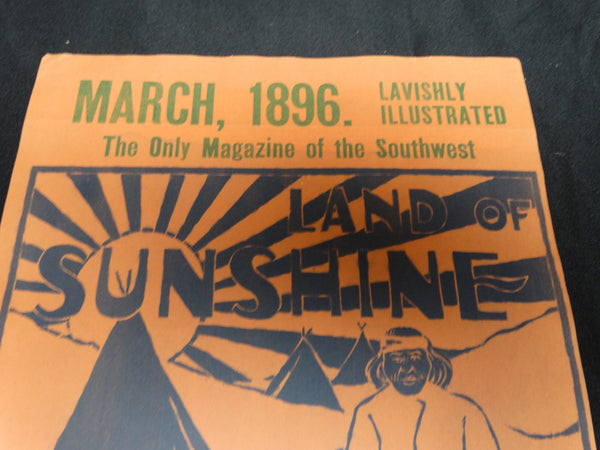 MARCH, 1896. LAVISHLY ILLUSTRATED
The Only Magazine of the Southwest
LAND OF
SUNSHINE